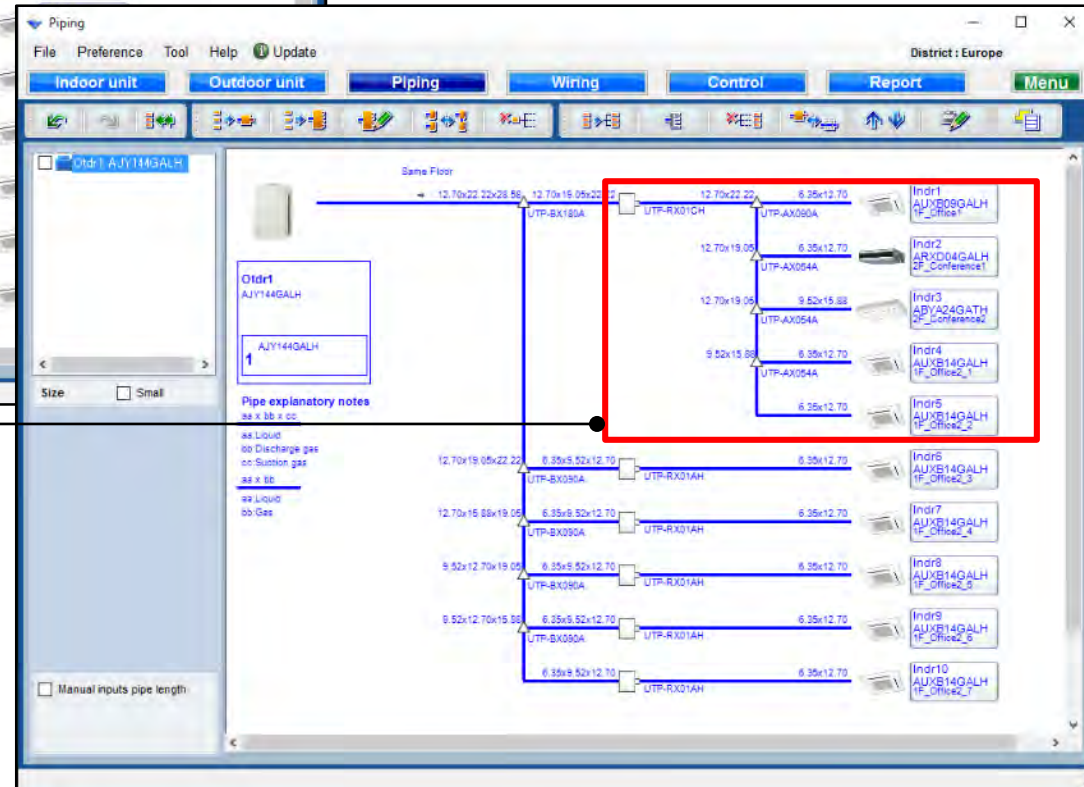 Piping
File Preference Tool Help Update District : Europe
Indoor unit Outdoor unit Piping Wiring Control Report Menu
Otdr1 AJY144GALH
Size Small
Manual inputs pipe length
Same Floor
12.70x22.22x28.58 12.70x19.05x22.22 12.70x22.22 6.35x12.70
UTP-BX180A UTP-RX01CH UTP-AX090A
Indr1
AUXB09GALH
1F_Office1
12.70x19.05 6.35x12.70
UTP-AX054A
Indr2
ARXD04GALH
2F_Conference1
12.70x19.05 9.52x15.88
UTP-AX054A
Indr3
ABYA24GATH
2F_Conference2
9.52x15.88 6.35x12.70
UTP-AX054A
Indr4
AUXB14GALH
1F_Office2_1
6.35x12.70
Indr5
AUXB14GALH
1F_Office2_2
Otdr1
AJY144GALH
AJY144GALH
1
Pipe explanatory notes
aa x bb x cc
aa:Liquid
bb:Discharge gas
cc:Suction gas
aa x bb
aa:Liquid
bb:Gas
12.70x19.05x22.22 6.35x9.52x12.70 6.35x12.70
UTP-BX090A UTP-RX01AH
Indr6
AUXB14GALH
1F_Office2_3
12.70x15.88x19.05 6.35x9.52x12.70 6.35x12.70
UTP-BX090A UTP-RX01AH
Indr7
AUXB14GALH
1F_Office2_4
9.52x12.70x19.05 6.35x9.52x12.70 6.35x12.70
UTP-BX090A UTP-RX01AH
Indr8
AUXB14GALH
1F_Office2_5
9.52x12.70x15.88 6.35x9.52x12.70 6.35x12.70
UTP-BX090A UTP-RX01AH
Indr9
AUXB14GALH
1F_Office2_6
6.35x9.52x12.70 6.35x12.70
UTP-RX01AH
Indr10
AUXB14GALH
1F_Office2_7